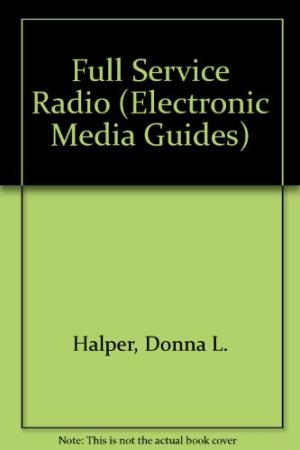 Full Service
Radio (Electronic
Media Guides)
Halper, Donna L.
Note: This is not the actual book cover